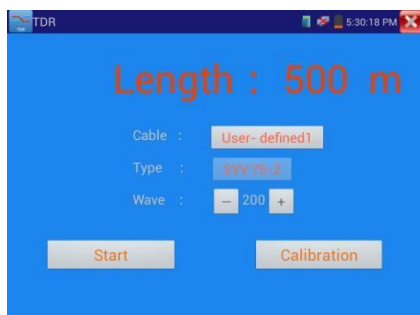 TDR 5:30:18 PM
Length : 500 m
Cable : User- defined1
Type : SYV 75-2
Wave : – 200 +
Start Calibration